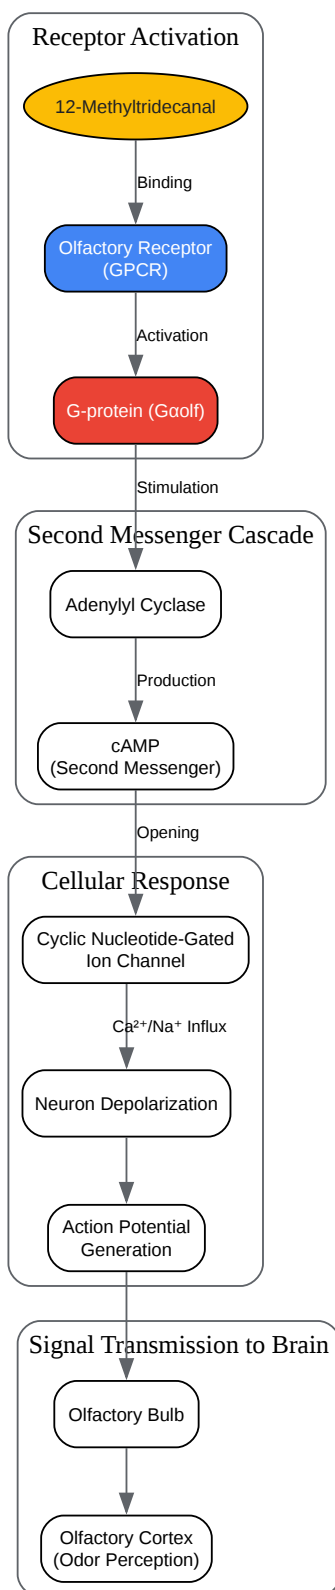 Receptor Activation
12-Methyltridecanal
Binding
Olfactory Receptor
(GPCR)
Activation
G-protein (Gαolf)
Stimulation
Second Messenger Cascade
Adenylyl Cyclase
Production
cAMP
(Second Messenger)
Opening
Cellular Response
Cyclic Nucleotide-Gated
Ion Channel
Ca²⁺/Na⁺ Influx
Neuron Depolarization
Action Potential
Generation
Signal Transmission to Brain
Olfactory Bulb
Olfactory Cortex
(Odor Perception)